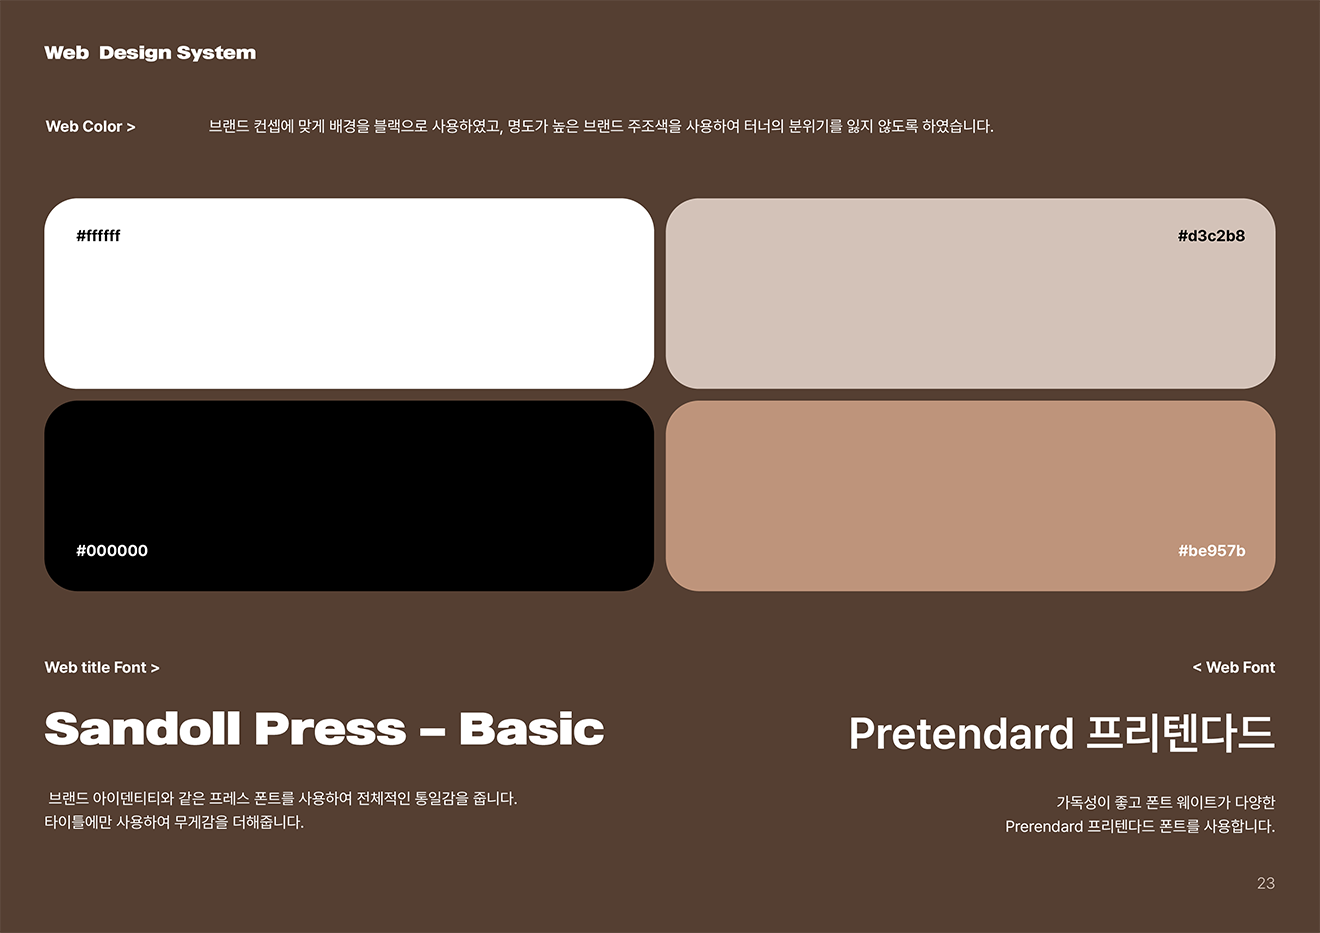 Web Design System
Web Color >
브랜드 컨셉에 맞게 배경을 블랙으로 사용하였고, 명도가 높은 브랜드 주조색을 사용하여 터너의 분위기를 잃지 않도록 하였습니다.
#ffffff
#d3c2b8
#000000
#be957b
Web title Font >
Sandoll Press – Basic
브랜드 아이덴티티와 같은 프레스 폰트를 사용하여 전체적인 통일감을 줍니다.
타이틀에만 사용하여 무게감을 더해줍니다.
< Web Font
Pretendard 프리텐다드
가독성이 좋고 폰트 웨이트가 다양한
Prerendard 프리텐다드 폰트를 사용합니다.
23